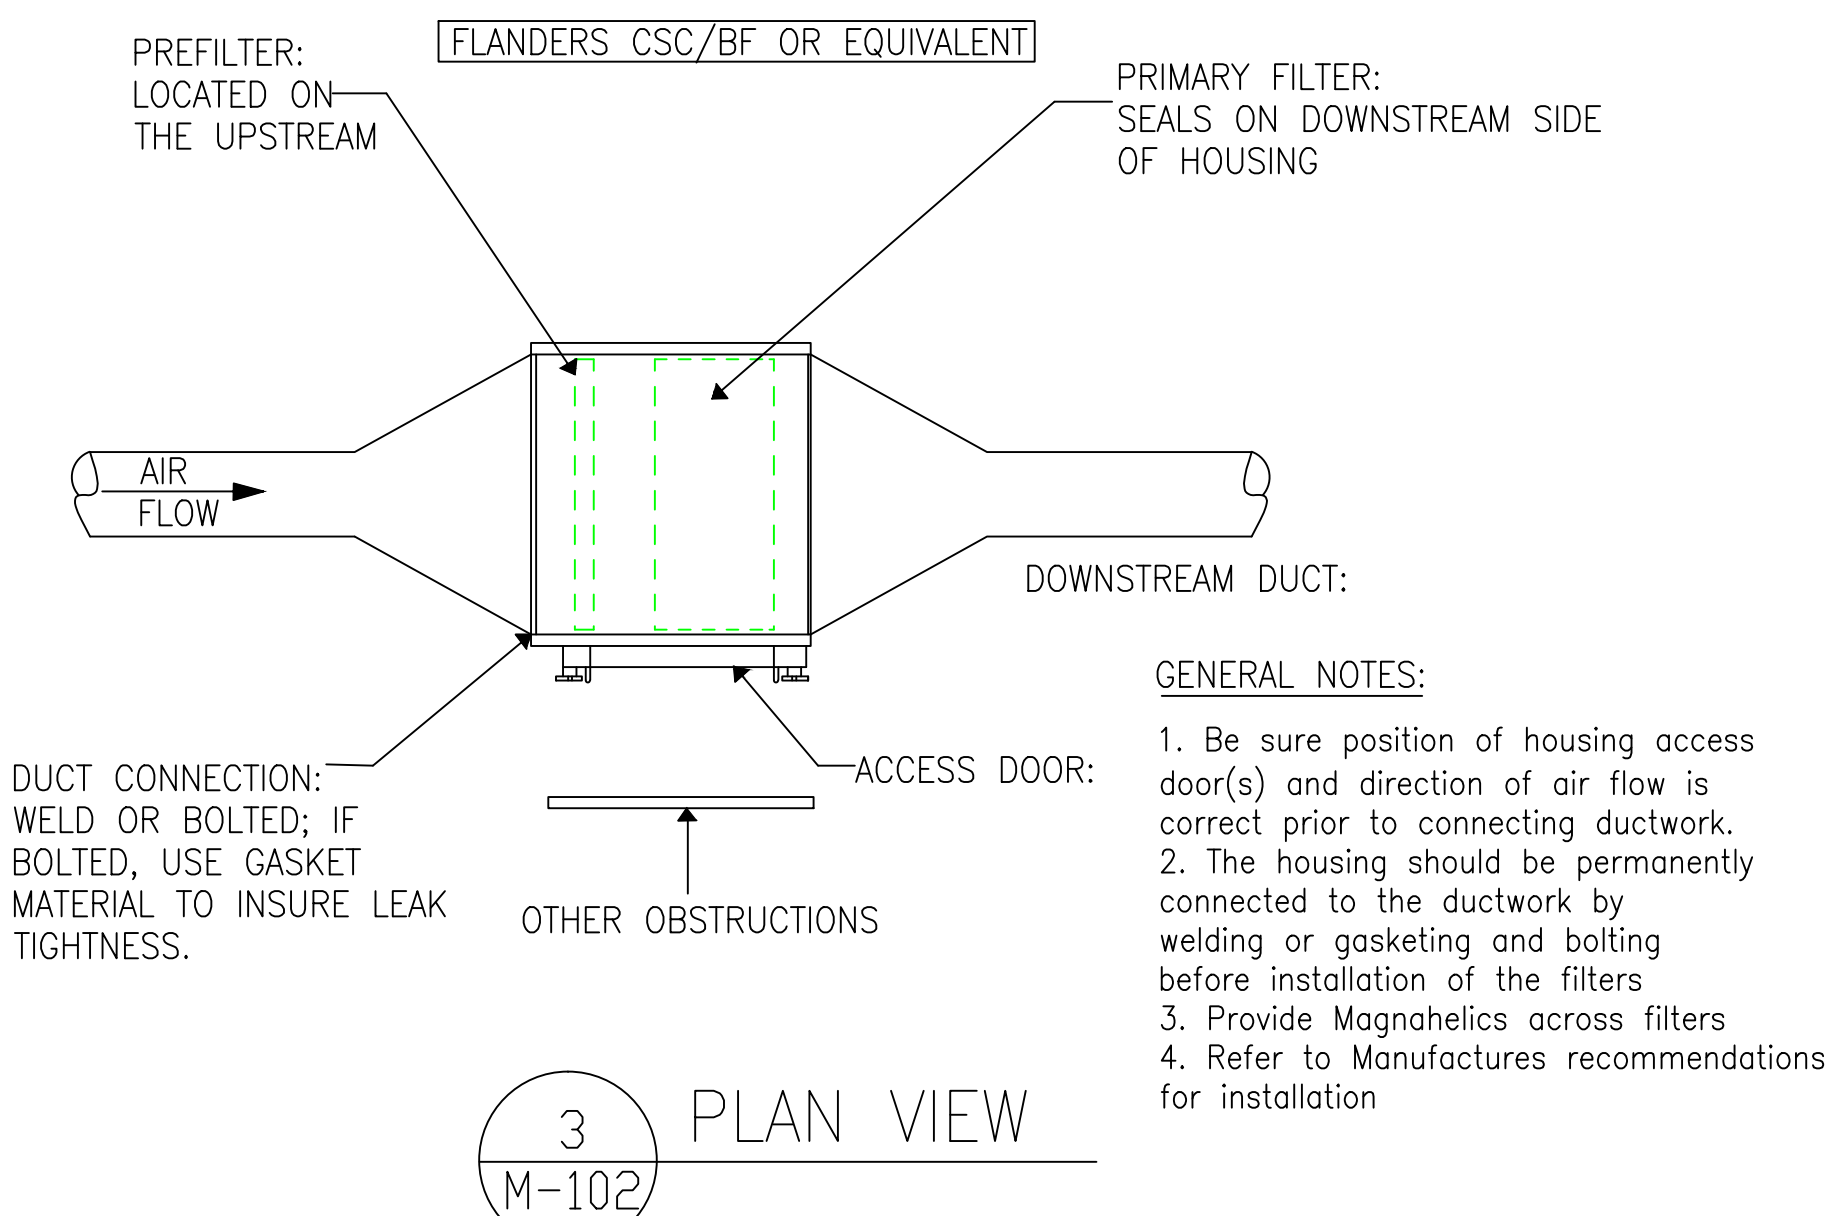 FLANDERS CSC/BF OR EQUIVALENT
PREFILTER:
LOCATED ON
THE UPSTREAM
PRIMARY FILTER:
SEALS ON DOWNSTREAM SIDE
OF HOUSING
AIR
FLOW
DOWNSTREAM DUCT:
DUCT CONNECTION:
WELD OR BOLTED; IF
BOLTED, USE GASKET
MATERIAL TO INSURE LEAK
TIGHTNESS.
ACCESS DOOR:
OTHER OBSTRUCTIONS
GENERAL NOTES:
1. Be sure position of housing access
door(s) and direction of air flow is
correct prior to connecting ductwork.
2. The housing should be permanently
connected to the ductwork by
welding or gasketing and bolting
before installation of the filters
3. Provide Magnahelics across filters
4. Refer to Manufactures recommendations
for installation
3
M-102
PLAN VIEW